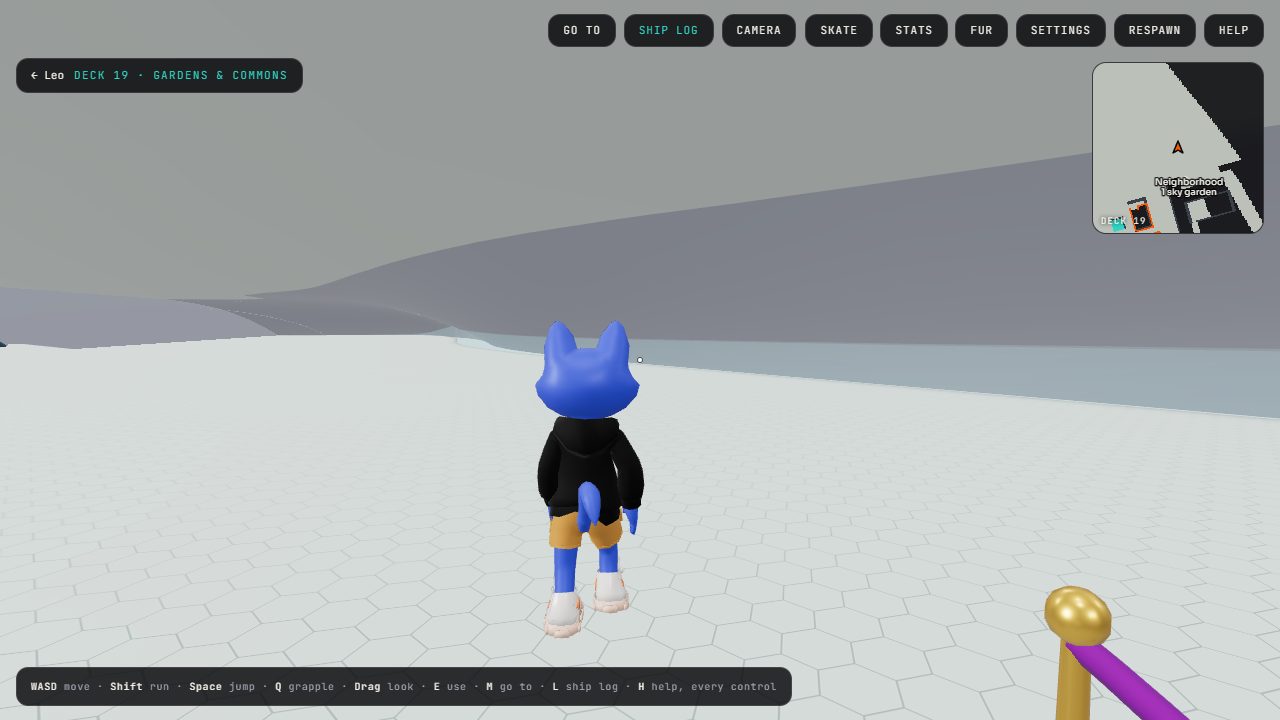 GO TO
SHIP LOG
CAMERA
SKATE
STATS
FUR
SETTINGS
RESPAWN
HELP
← Leo DECK 19 · GARDENS & COMMONS
Neighborhood
1 sky garden
DECK 19
WASD move · Shift run · Space jump · Q grapple · Drag look · E use · M go to · L ship log · H help, every control